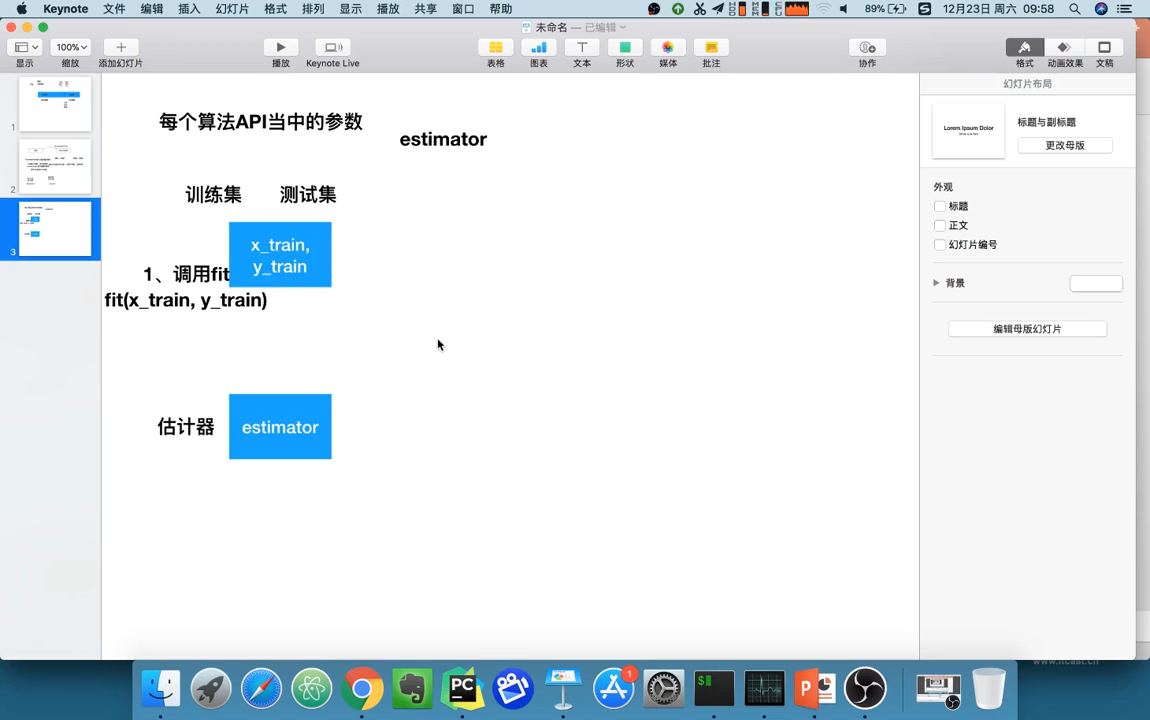 Keynote 文件 编辑 插入 幻灯片 格式 排列 显示 播放 共享 窗口 帮助 89% 12月23日 周六 09:58
未命名 — 已编辑
100%
显示 缩放 添加幻灯片 播放 Keynote Live 表格 图表 文本 形状 媒体 批注 协作 格式 动画效果 文稿
幻灯片布局
Lorem Ipsum Dolor
标题与副标题
更改母版
外观
标题
正文
幻灯片编号
背景
编辑母版幻灯片
1
2
3
每个算法API当中的参数
estimator
训练集 测试集
x_train,
y_train
1、调用fit
fit(x_train, y_train)
估计器
estimator
1
www.itcast.cn